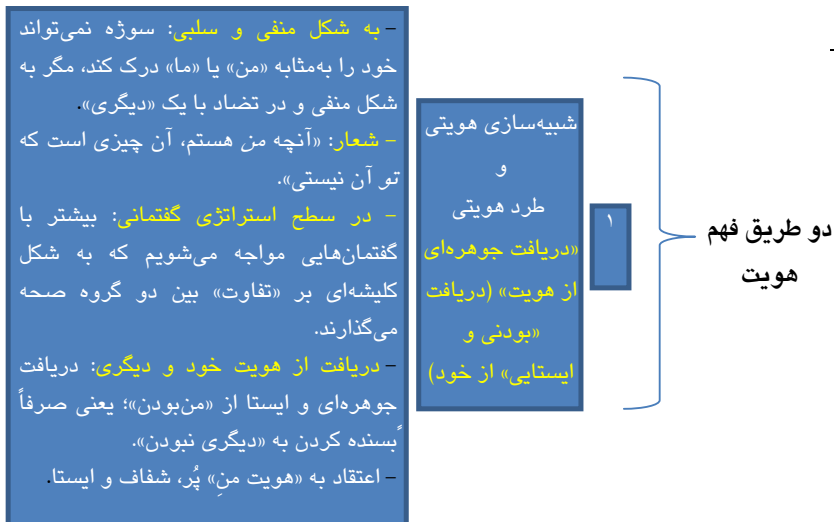 دو طریق فهم
هویت
۱
شبیه‌سازی هویتی
و
طرد هویتی
«دریافت جوهره‌ای
از هویت» (دریافت
«بودنی و
ایستایی» از خود)
– به شکل منفی و سلبی: سوژه نمی‌تواند
خود را به‌مثابه «من» یا «ما» درک کند، مگر به
شکل منفی و در تضاد با یک «دیگری».
– شعار: «آنچه من هستم، آن چیزی است که
تو آن نیستی».
– در سطح استراتژی گفتمانی: بیشتر با
گفتمان‌هایی مواجه می‌شویم که به شکل
کلیشه‌ای بر «تفاوت» بین دو گروه صحه
می‌گذارند.
– دریافت از هویت خود و دیگری: دریافت
جوهره‌ای و ایستا از «من‌بودن»؛ یعنی صرفاً
بسنده کردن به «دیگری نبودن».
– اعتقاد به «هویت منِ» پُر، شفاف و ایستا.